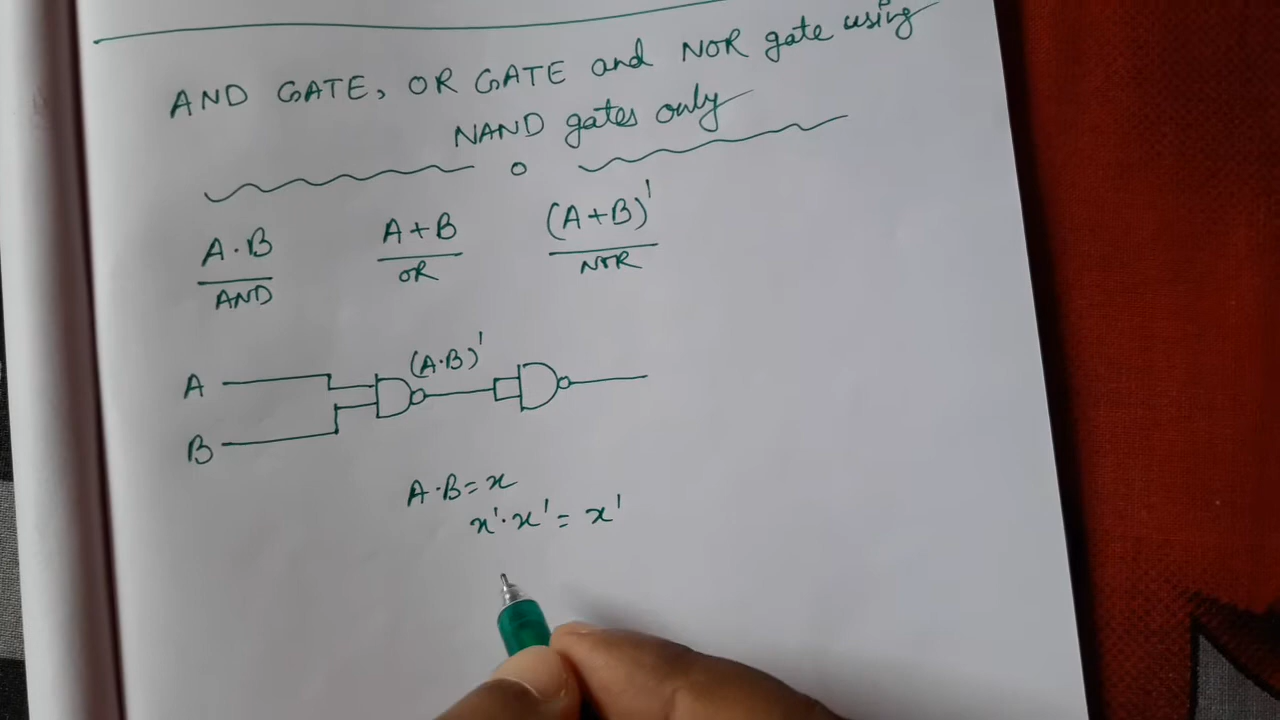 AND GATE, OR GATE and NOR gate using
NAND gates only
A·B
AND
A+B
OR
(A+B)'
NOR
(A·B)'
A
B
A·B=x
x'·x'=x'